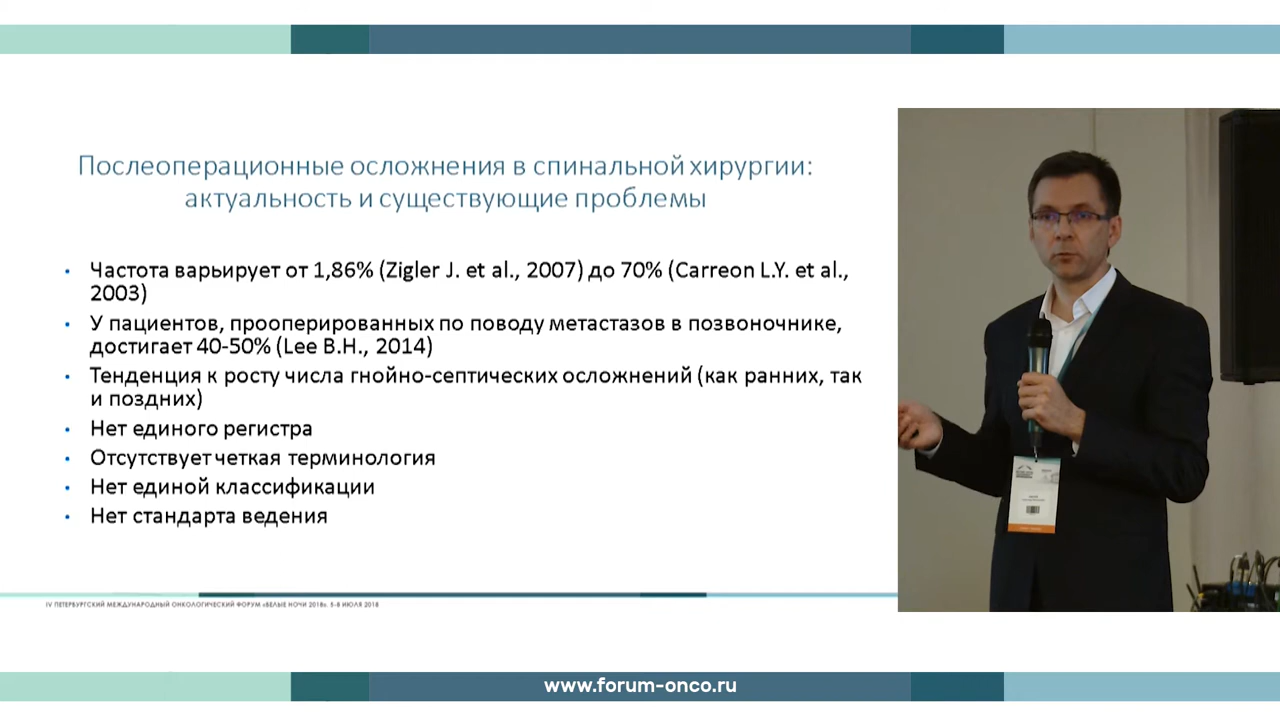 Послеоперационные осложнения в спинальной хирургии:
актуальность и существующие проблемы
• Частота варьирует от 1,86% (Zigler J. et al., 2007) до 70% (Carreon L.Y. et al.,
2003)
• У пациентов, прооперированных по поводу метастазов в позвоночнике,
достигает 40-50% (Lee B.H., 2014)
• Тенденция к росту числа гнойно-септических осложнений (как ранних, так
и поздних)
• Нет единого регистра
• Отсутствует четкая терминология
• Нет единой классификации
• Нет стандарта ведения
IV ПЕТЕРБУРГСКИЙ МЕЖДУНАРОДНЫЙ ОНКОЛОГИЧЕСКИЙ ФОРУМ «БЕЛЫЕ НОЧИ 2018». 5-8 ИЮЛЯ 2018
www.forum-onco.ru